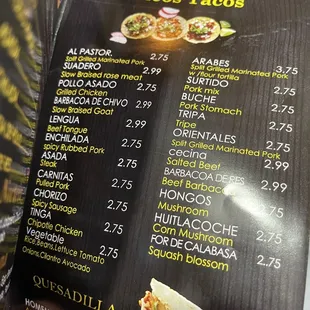 Tacos
AL PASTOR. 2.75
Split Grilled Marinated Pork
SUADERO 2.99
Slow Braised rose meat
POLLO ASADO 2.75
Grilled Chicken
BARBACOA DE CHIVO 2.99
Slow Braised Goat
LENGUA 2.99
Beef Tongue
ENCHILADA 2.75
spicy Rubbed Pork
ASADA 2.75
Steak
CARNITAS 2.75
Pulled Pork
CHORIZO 2.75
Spicy Sausage
TINGA 2.75
Chipotle Chicken
Vegetable 2.75
Rice,Beans,Lettuce Tomato
Onions,Cilantro Avocado
ARABES 3.75
Split Grilled Marinated Pork
w /flour tortilla
SURTIDO 2.75
Pork mix
BUCHE 2.75
Pork Stomach
TRIPA 2.75
Tripe
ORIENTALES 2.75
Split Grilled Marinated Pork
cecina 2.99
Salted Beef
BARBACOA DE RES 2.99
Beef Barbacoa
HONGOS 2.75
Mushroom
HUITLACOCHE 2.75
Corn Mushroom
FOR DE CALABASA 2.75
Squash blossom
QUESADILLA